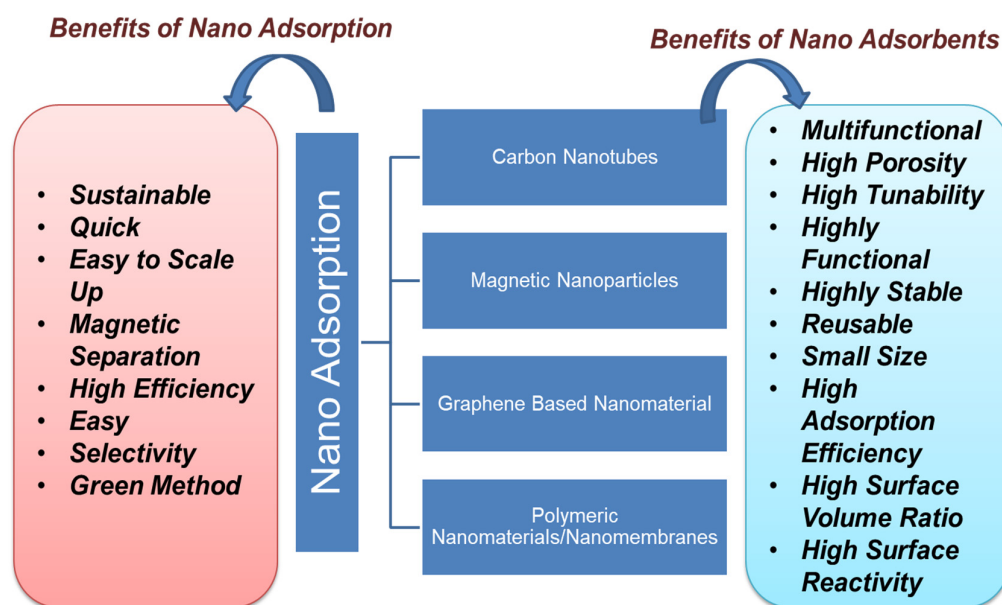 Benefits of Nano Adsorption
Benefits of Nano Adsorbents
• Sustainable
• Quick
• Easy to Scale
Up
• Magnetic
Separation
• High Efficiency
• Easy
• Selectivity
• Green Method
Nano Adsorption
Carbon Nanotubes
Magnetic Nanoparticles
Graphene Based Nanomaterial
Polymeric
Nanomaterials/Nanomembranes
• Multifunctional
• High Porosity
• High Tunability
• Highly
Functional
• Highly Stable
• Reusable
• Small Size
• High
Adsorption
Efficiency
• High Surface
Volume Ratio
• High Surface
Reactivity